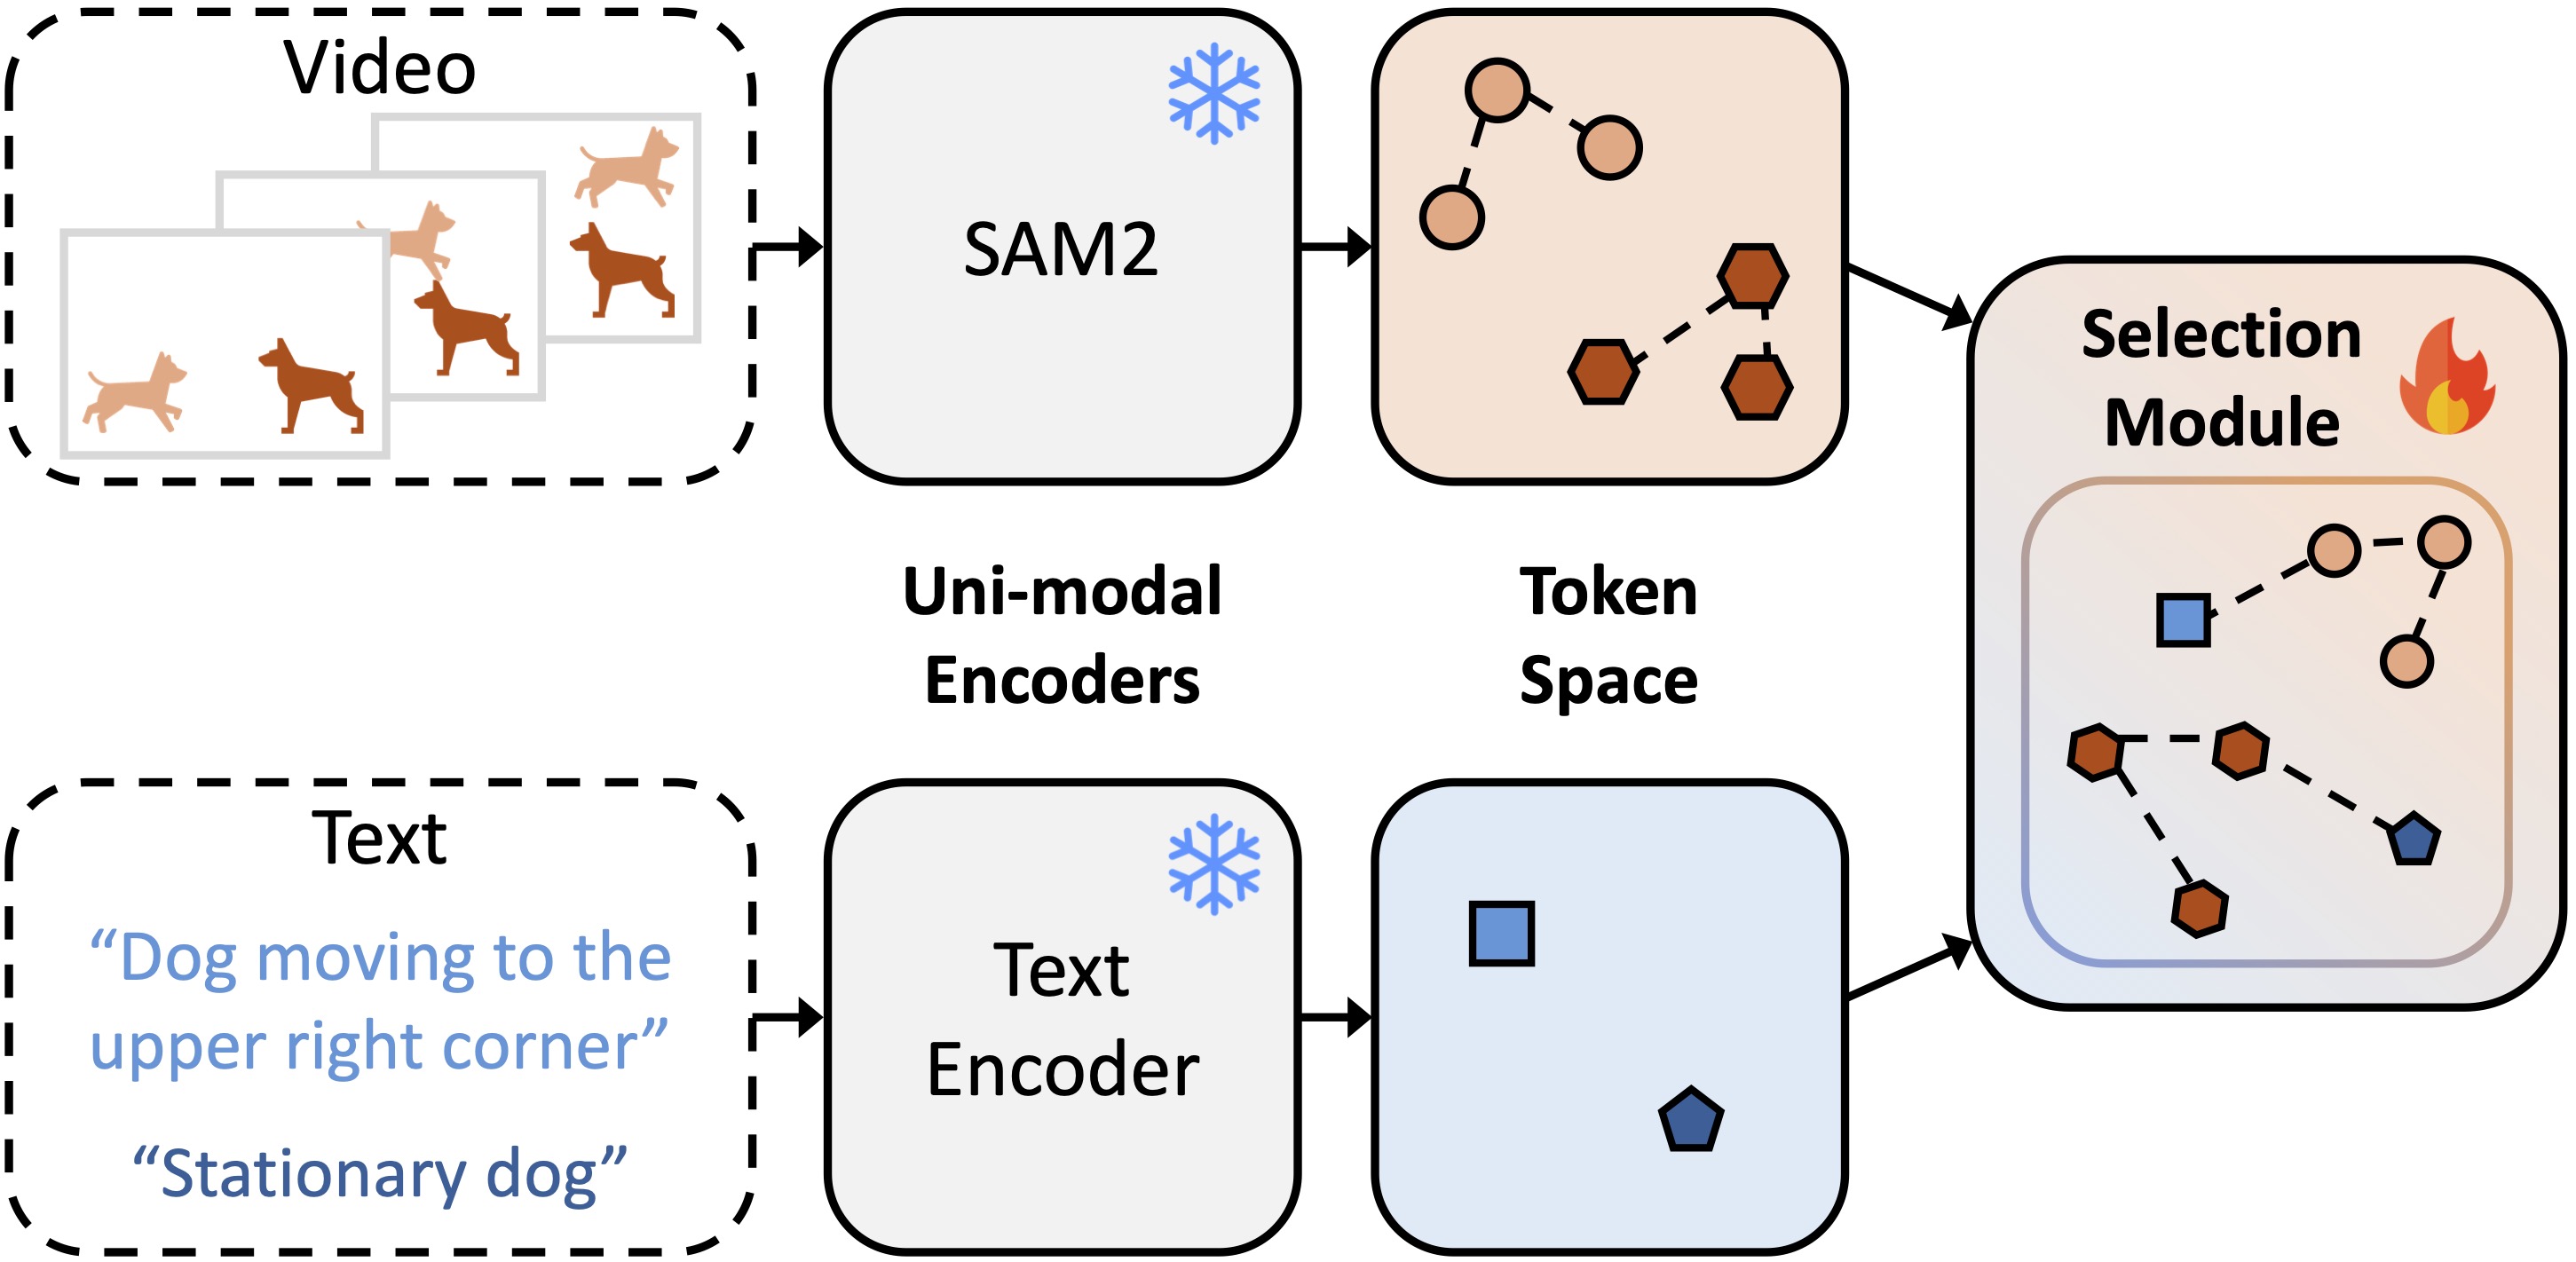 Video
SAM2
Selection
Module
Uni-modal
Encoders
Token
Space
Text
“Dog moving to the
upper right corner”
“Stationary dog”
Text
Encoder